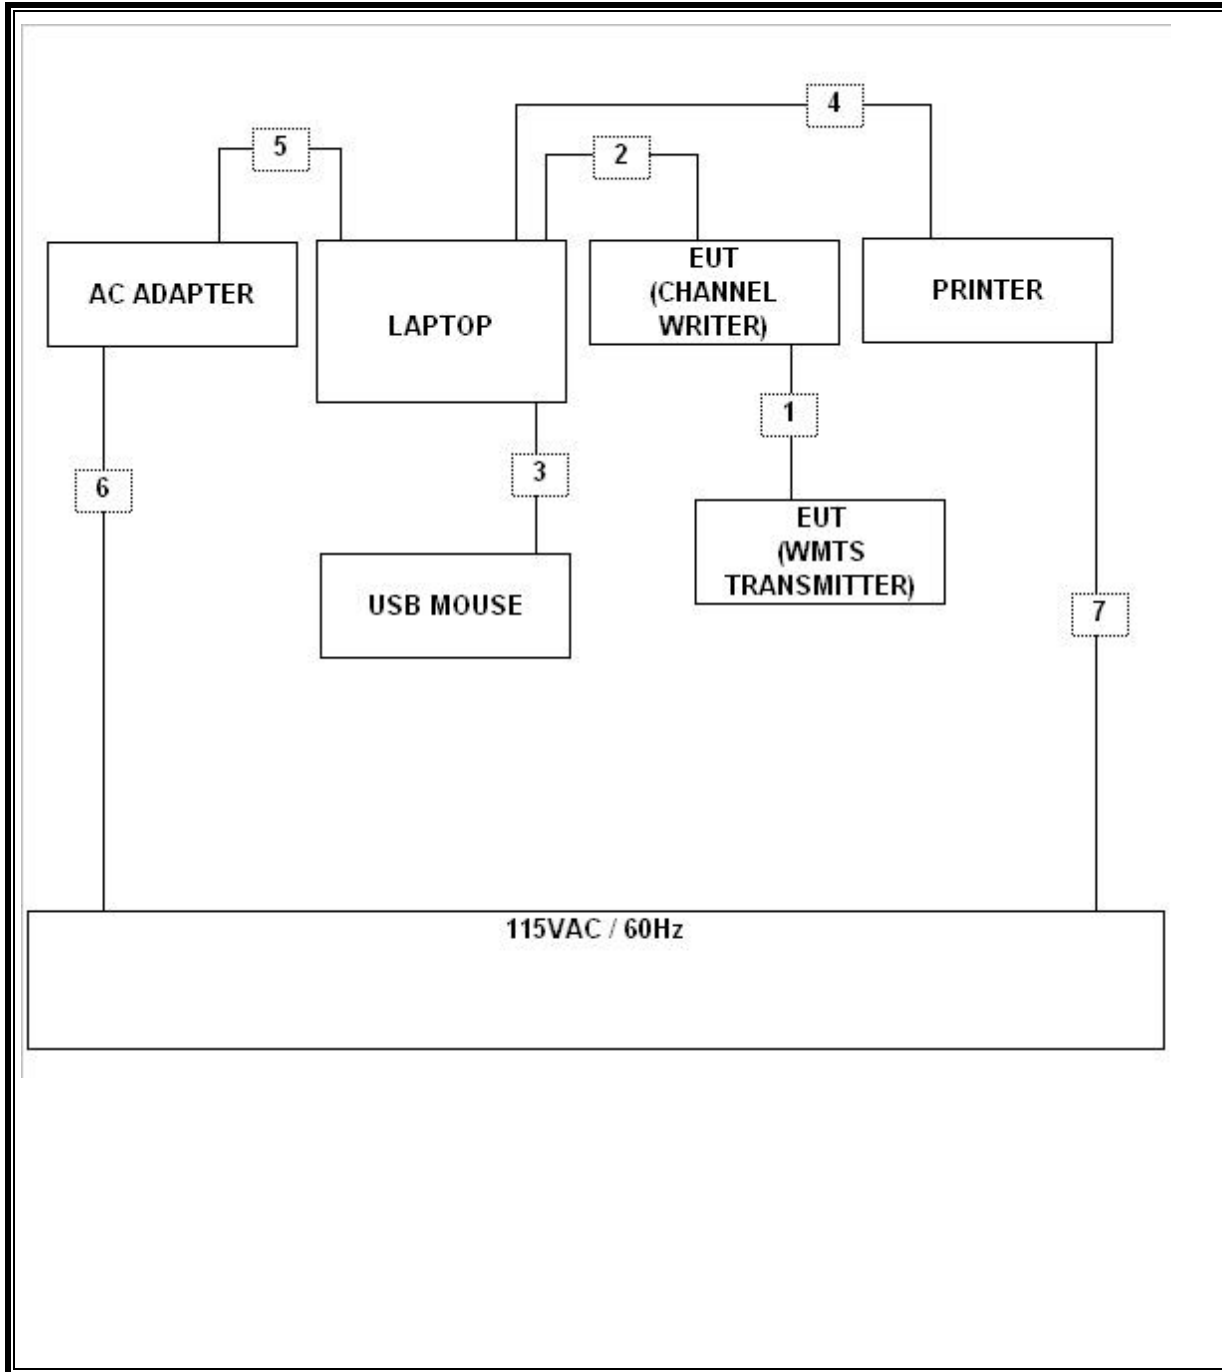 4
5
2
AC ADAPTER
LAPTOP
EUT
(CHANNEL
WRITER)
PRINTER
1
3
6
EUT
(WMTS
TRANSMITTER)
USB MOUSE
7
115VAC / 60Hz